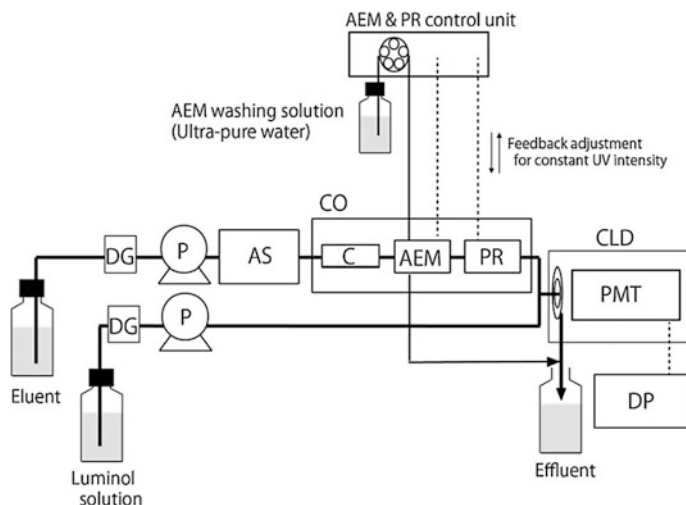 AEM & PR control unit
AEM washing solution
(Ultra-pure water)
Feedback adjustment
for constant UV intensity
CO
CLD
DG
P
AS
C
AEM
PR
PMT
DG
P
Eluent
DP
Luminol
solution
Effluent